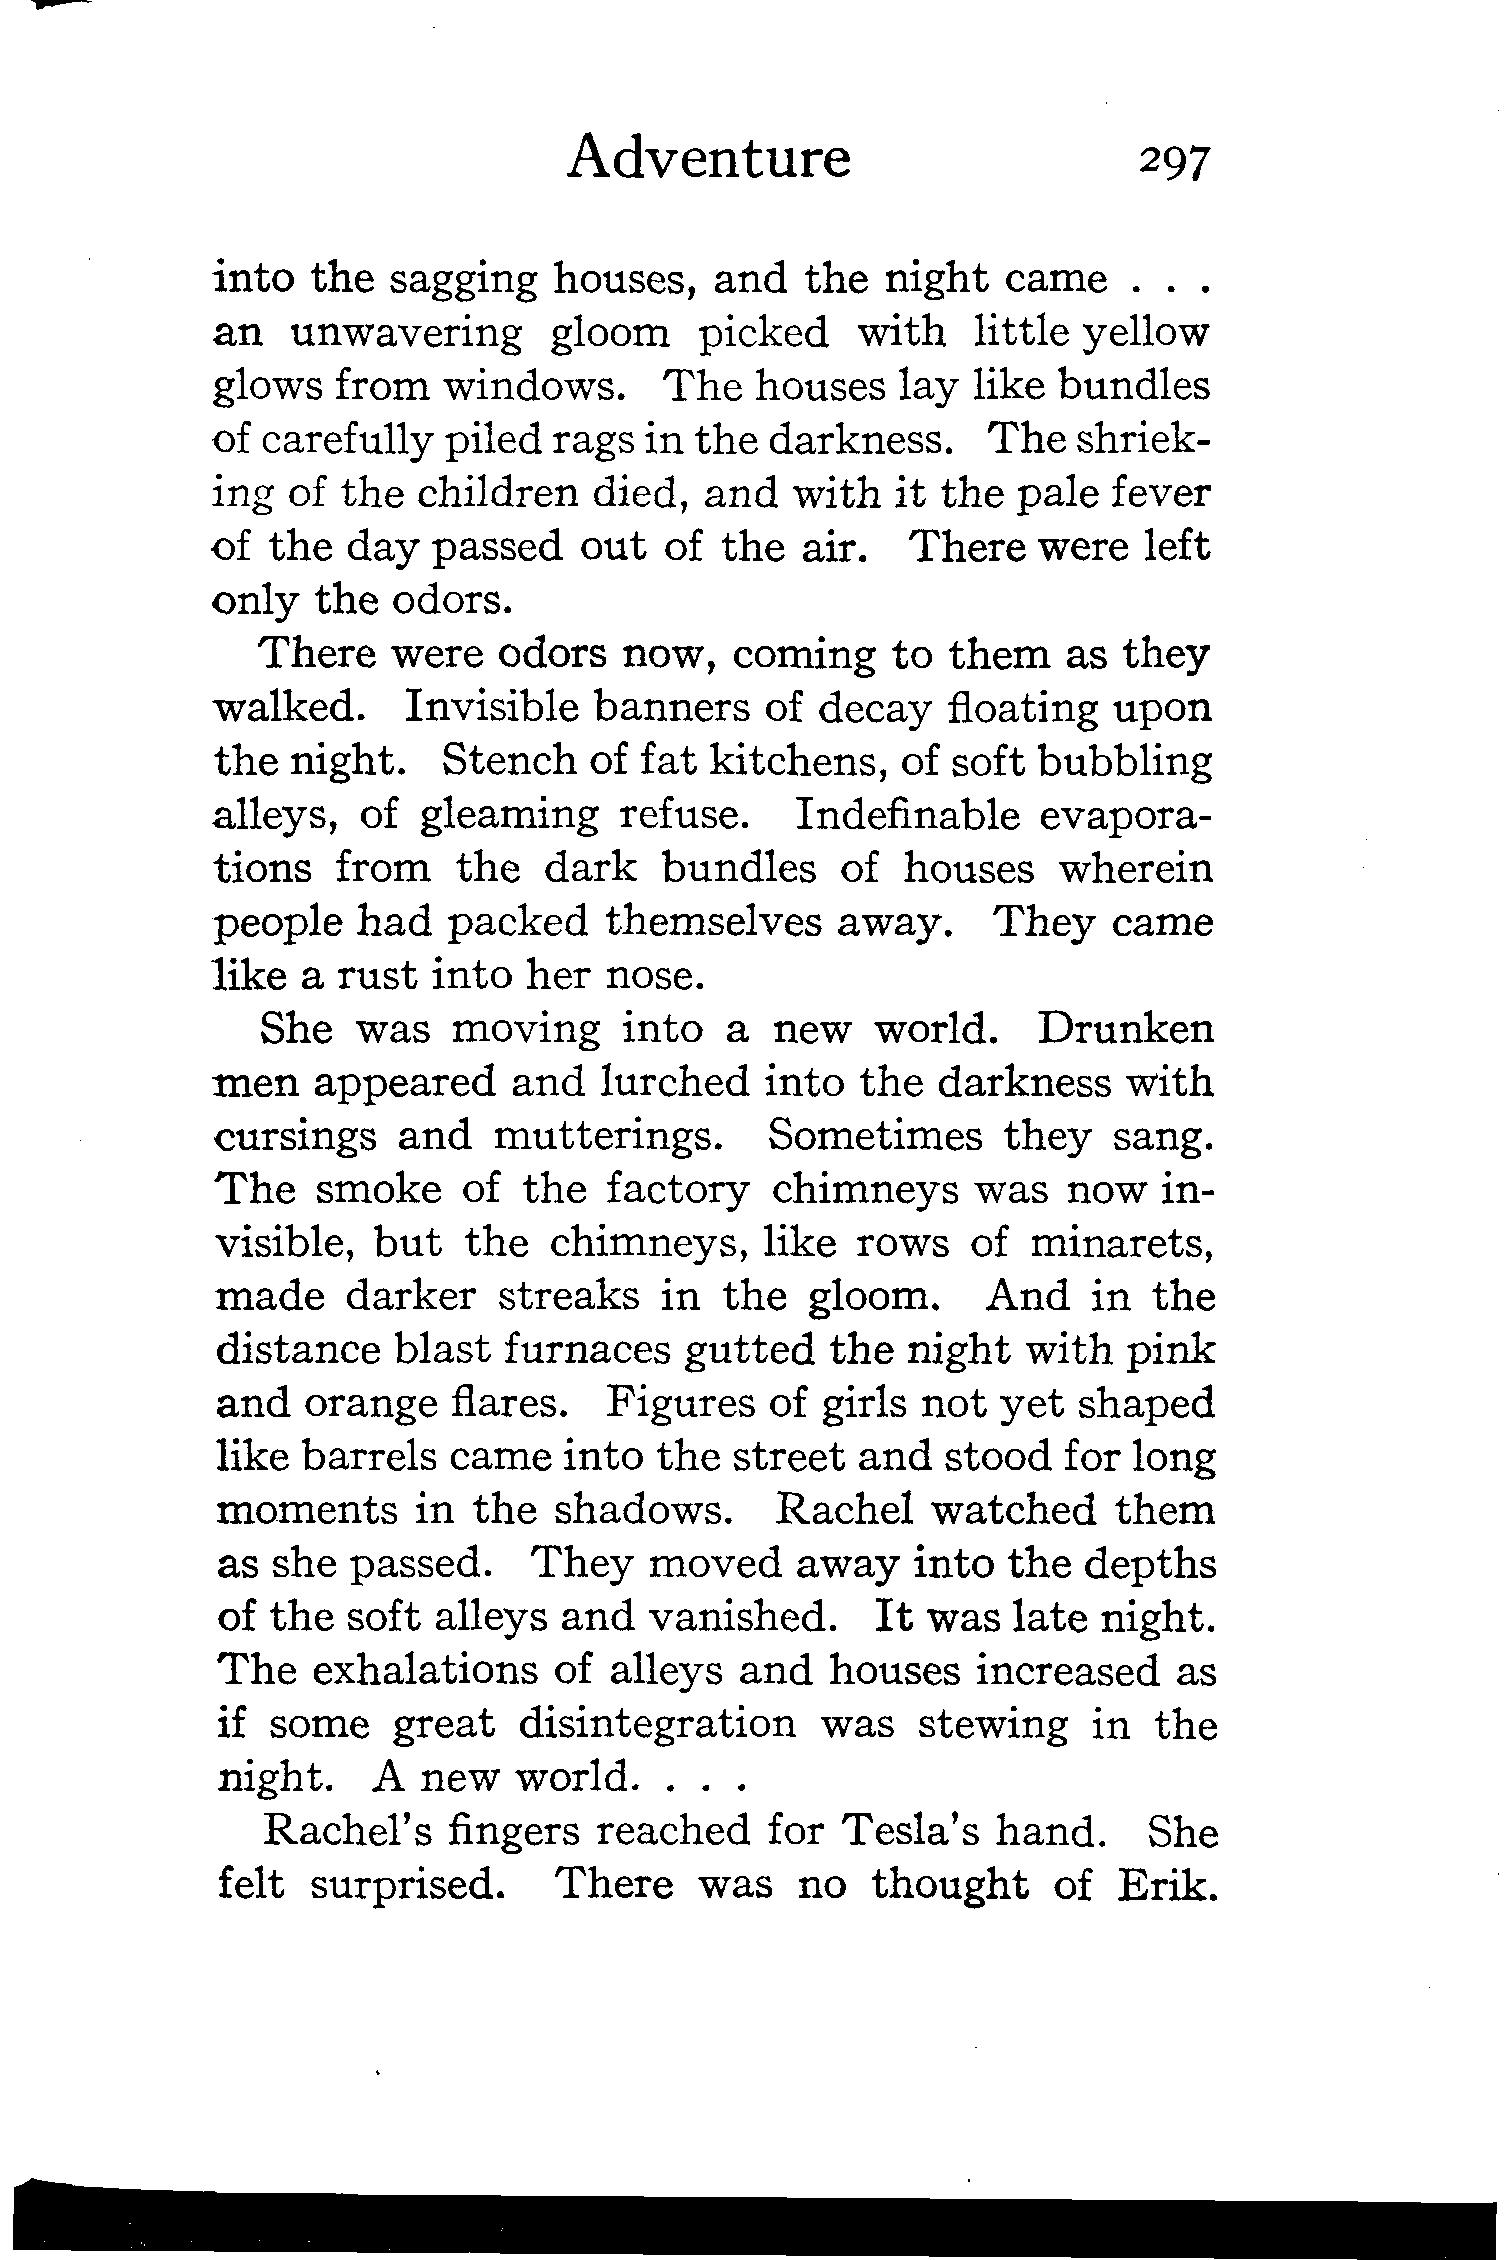 Adventure 297
into the sagging houses, and the night came . . .
an unwavering gloom picked with little yellow
glows from windows. The houses lay like bundles
of carefully piled rags in the darkness. The shriek-
ing of the children died, and with it the pale fever
of the day passed out of the air. There were left
only the odors.
There were odors now, coming to them as they
walked. Invisible banners of decay floating upon
the night. Stench of fat kitchens, of soft bubbling
alleys, of gleaming refuse. Indefinable evapora-
tions from the dark bundles of houses wherein
people had packed themselves away. They came
like a rust into her nose.
She was moving into a new world. Drunken
men appeared and lurched into the darkness with
cursings and mutterings. Sometimes they sang.
The smoke of the factory chimneys was now in-
visible, but the chimneys, like rows of minarets,
made darker streaks in the gloom. And in the
distance blast furnaces gutted the night with pink
and orange flares. Figures of girls not yet shaped
like barrels came into the street and stood for long
moments in the shadows. Rachel watched them
as she passed. They moved away into the depths
of the soft alleys and vanished. It was late night.
The exhalations of alleys and houses increased as
if some great disintegration was stewing in the
night. A new world. . . .
Rachel's fingers reached for Tesla's hand. She
felt surprised. There was no thought of Erik.